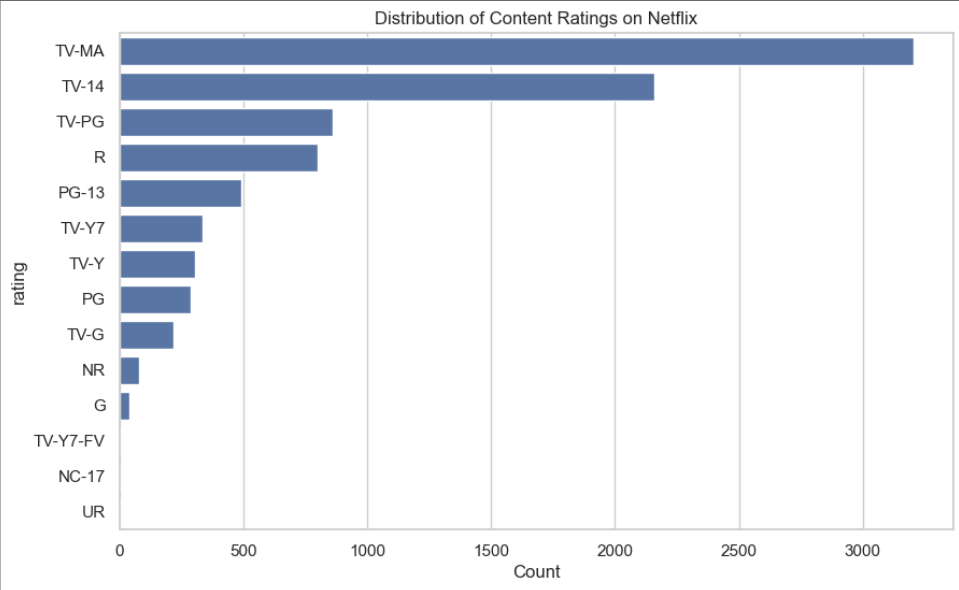 Distribution of Content Ratings on Netflix
TV-MA
TV-14
TV-PG
R
PG-13
TV-Y7
TV-Y
PG
TV-G
NR
G
TV-Y7-FV
NC-17
UR
rating
0 500 1000 1500 2000 2500 3000
Count